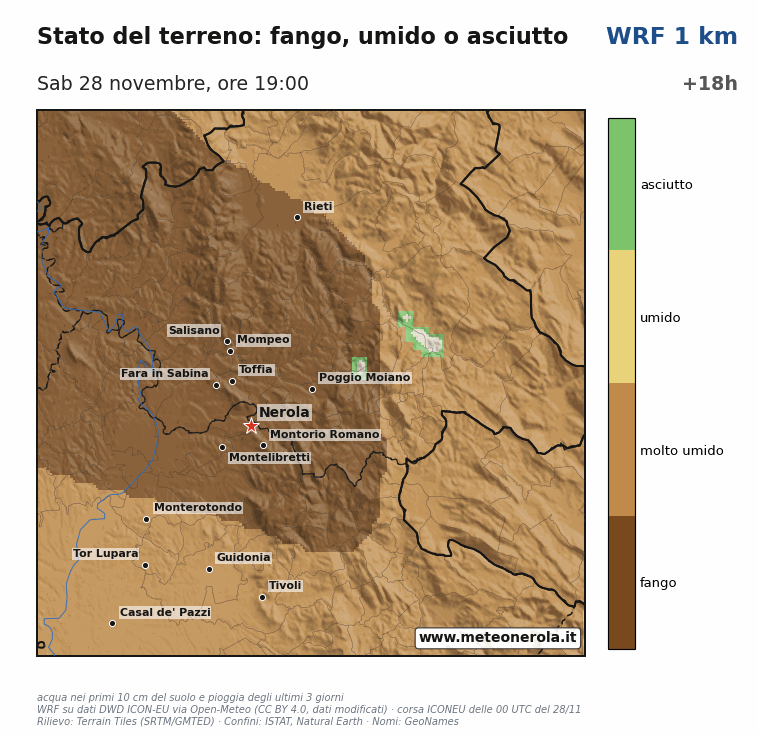 Stato del terreno: fango, umido o asciutto
WRF 1 km
Sab 28 novembre, ore 19:00
+18h
asciutto
Rieti
umido
Salisano
Mompeo
Toffia
Fara in Sabina
Poggio Moiano
Nerola
Montorio Romano
molto umido
Montelibretti
Monterotondo
Tor Lupara
Guidonia
fango
Tivoli
Casal de' Pazzi
www.meteonerola.it
acqua nei primi 10 cm del suolo e pioggia degli ultimi 3 giorni
WRF su dati DWD ICON-EU via Open-Meteo (CC BY 4.0, dati modificati) · corsa ICONEU delle 00 UTC del 28/11
Rilievo: Terrain Tiles (SRTM/GMTED) · Confini: ISTAT, Natural Earth · Nomi: GeoNames